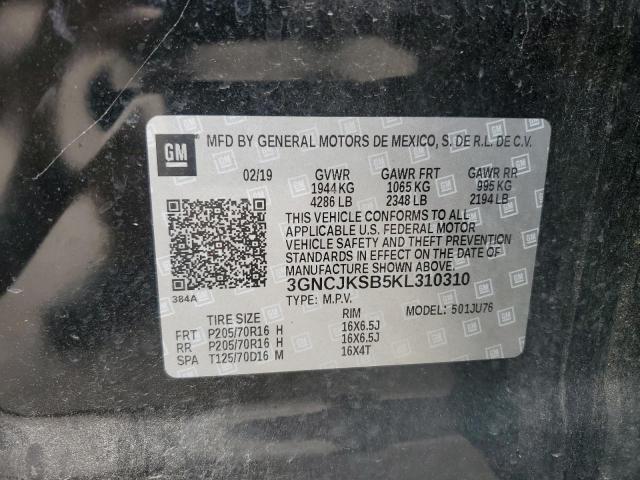 GM
MFD BY GENERAL MOTORS DE MEXICO, S. DE R.L. DE C.V.
02/19 GVWR GAWR FRT GAWR RR
1944 KG 1065 KG 995 KG
4286 LB 2348 LB 2194 LB
THIS VEHICLE CONFORMS TO ALL
APPLICABLE U.S. FEDERAL MOTOR
VEHICLE SAFETY AND THEFT PREVENTION
STANDARDS IN EFFECT ON THE DATE OF
MANUFACTURE SHOWN ABOVE.
384A 3GNCJKSB5KL310310
TYPE: M.P.V. MODEL: 501JU76
TIRE SIZE RIM
FRT P205/70R16 H 16X6.5J
RR P205/70R16 H 16X6.5J
SPA T125/70D16 M 16X4T